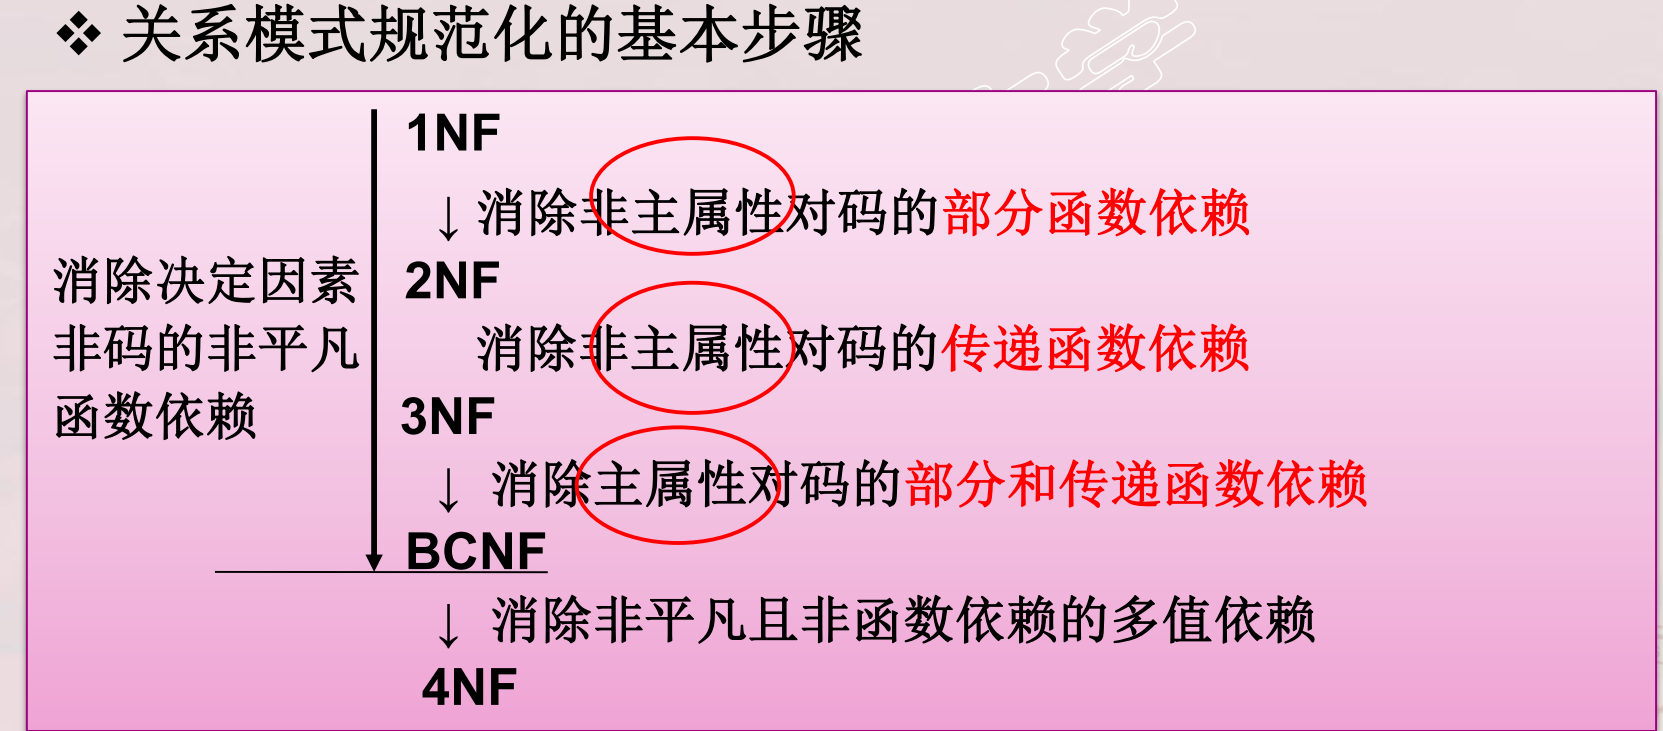 ❖ 关系模式规范化的基本步骤
1NF
↓消除非主属性对码的部分函数依赖
消除决定因素
非码的非平凡
函数依赖
2NF
消除非主属性对码的传递函数依赖
3NF
↓ 消除主属性对码的部分和传递函数依赖
BCNF
↓ 消除非平凡且非函数依赖的多值依赖
4NF